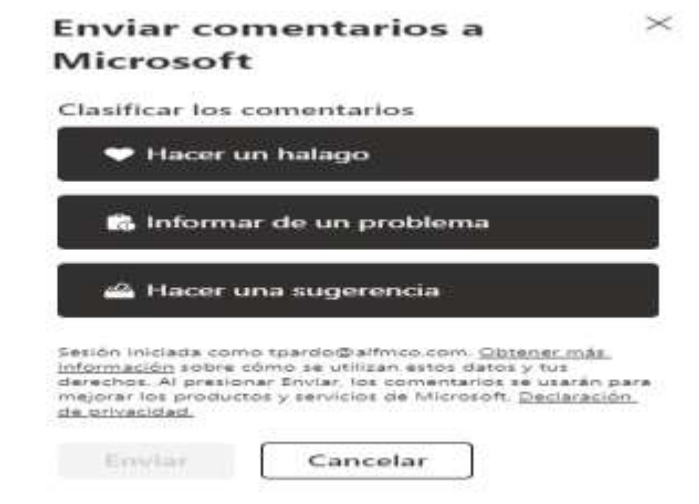 Enviar comentarios a
Microsoft
Clasificar los comentarios
Hacer un halago
Informar de un problema
Hacer una sugerencia
Sesión iniciada como tpardo@alfmco.com. Obtener más
información sobre cómo se utilizan estos datos y tus
derechos. Al presionar Enviar, los comentarios se usarán para
mejorar los productos y servicios de Microsoft. Declaración
de privacidad.
Enviar
Cancelar